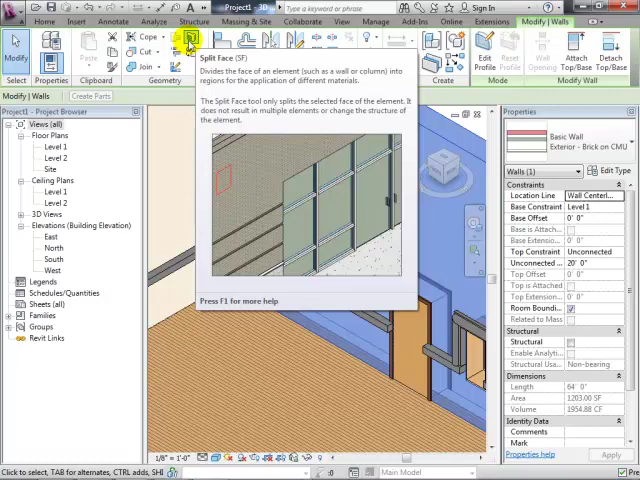 Project1 - 3D
Type a keyword or phrase
Sign In
Home
Insert
Annotate
Analyze
Structure
Massing & Site
Collaborate
View
Manage
Add-Ins
Online
Extensions
Modify | Walls
Modify
Cope
Cut
Join
Edit Profile
Attach Top/Base
Detach Top/Base
Select
Properties
Geometry
Create
Modify Wall
Modify | Walls
Create Parts
Split Face (SF)
Divides the face of an element (such as a wall or column) into
regions for the application of different materials.
The Split Face tool only splits the selected face of the element. It
does not result in multiple elements or change the structure of
the element.
Press F1 for more help
Project1 - Project Browser
Views (all)
Floor Plans
Level 1
Level 2
Site
Ceiling Plans
Level 1
Level 2
3D Views
Elevations (Building Elevation)
East
North
South
West
Legends
Schedules/Quantities
Sheets (all)
Families
Groups
Revit Links
Properties
Basic Wall
Exterior - Brick on CMU
Walls (1)
Edit Type
Constraints
Location Line
Wall Centerl...
Base Constraint
Level 1
Base Offset
0' 0"
Base is Attached
Base Extension...
Top Constraint
Unconnected
Unconnected ...
20' 0"
Top Offset
0' 0"
Top is Attached
Top Extension...
Room Boundi...
Related to Mass
Structural
Structural
Enable Analyti...
Structural Usa...
Non-bearing
Dimensions
Length
64' 0"
Area
1203.00 SF
Volume
1954.88 CF
Identity Data
Comments
Mark
Properties help
Apply
1/8" = 1'-0"
Click to select, TAB for alternates, CTRL adds, SHI
:0
Main Model
Pre